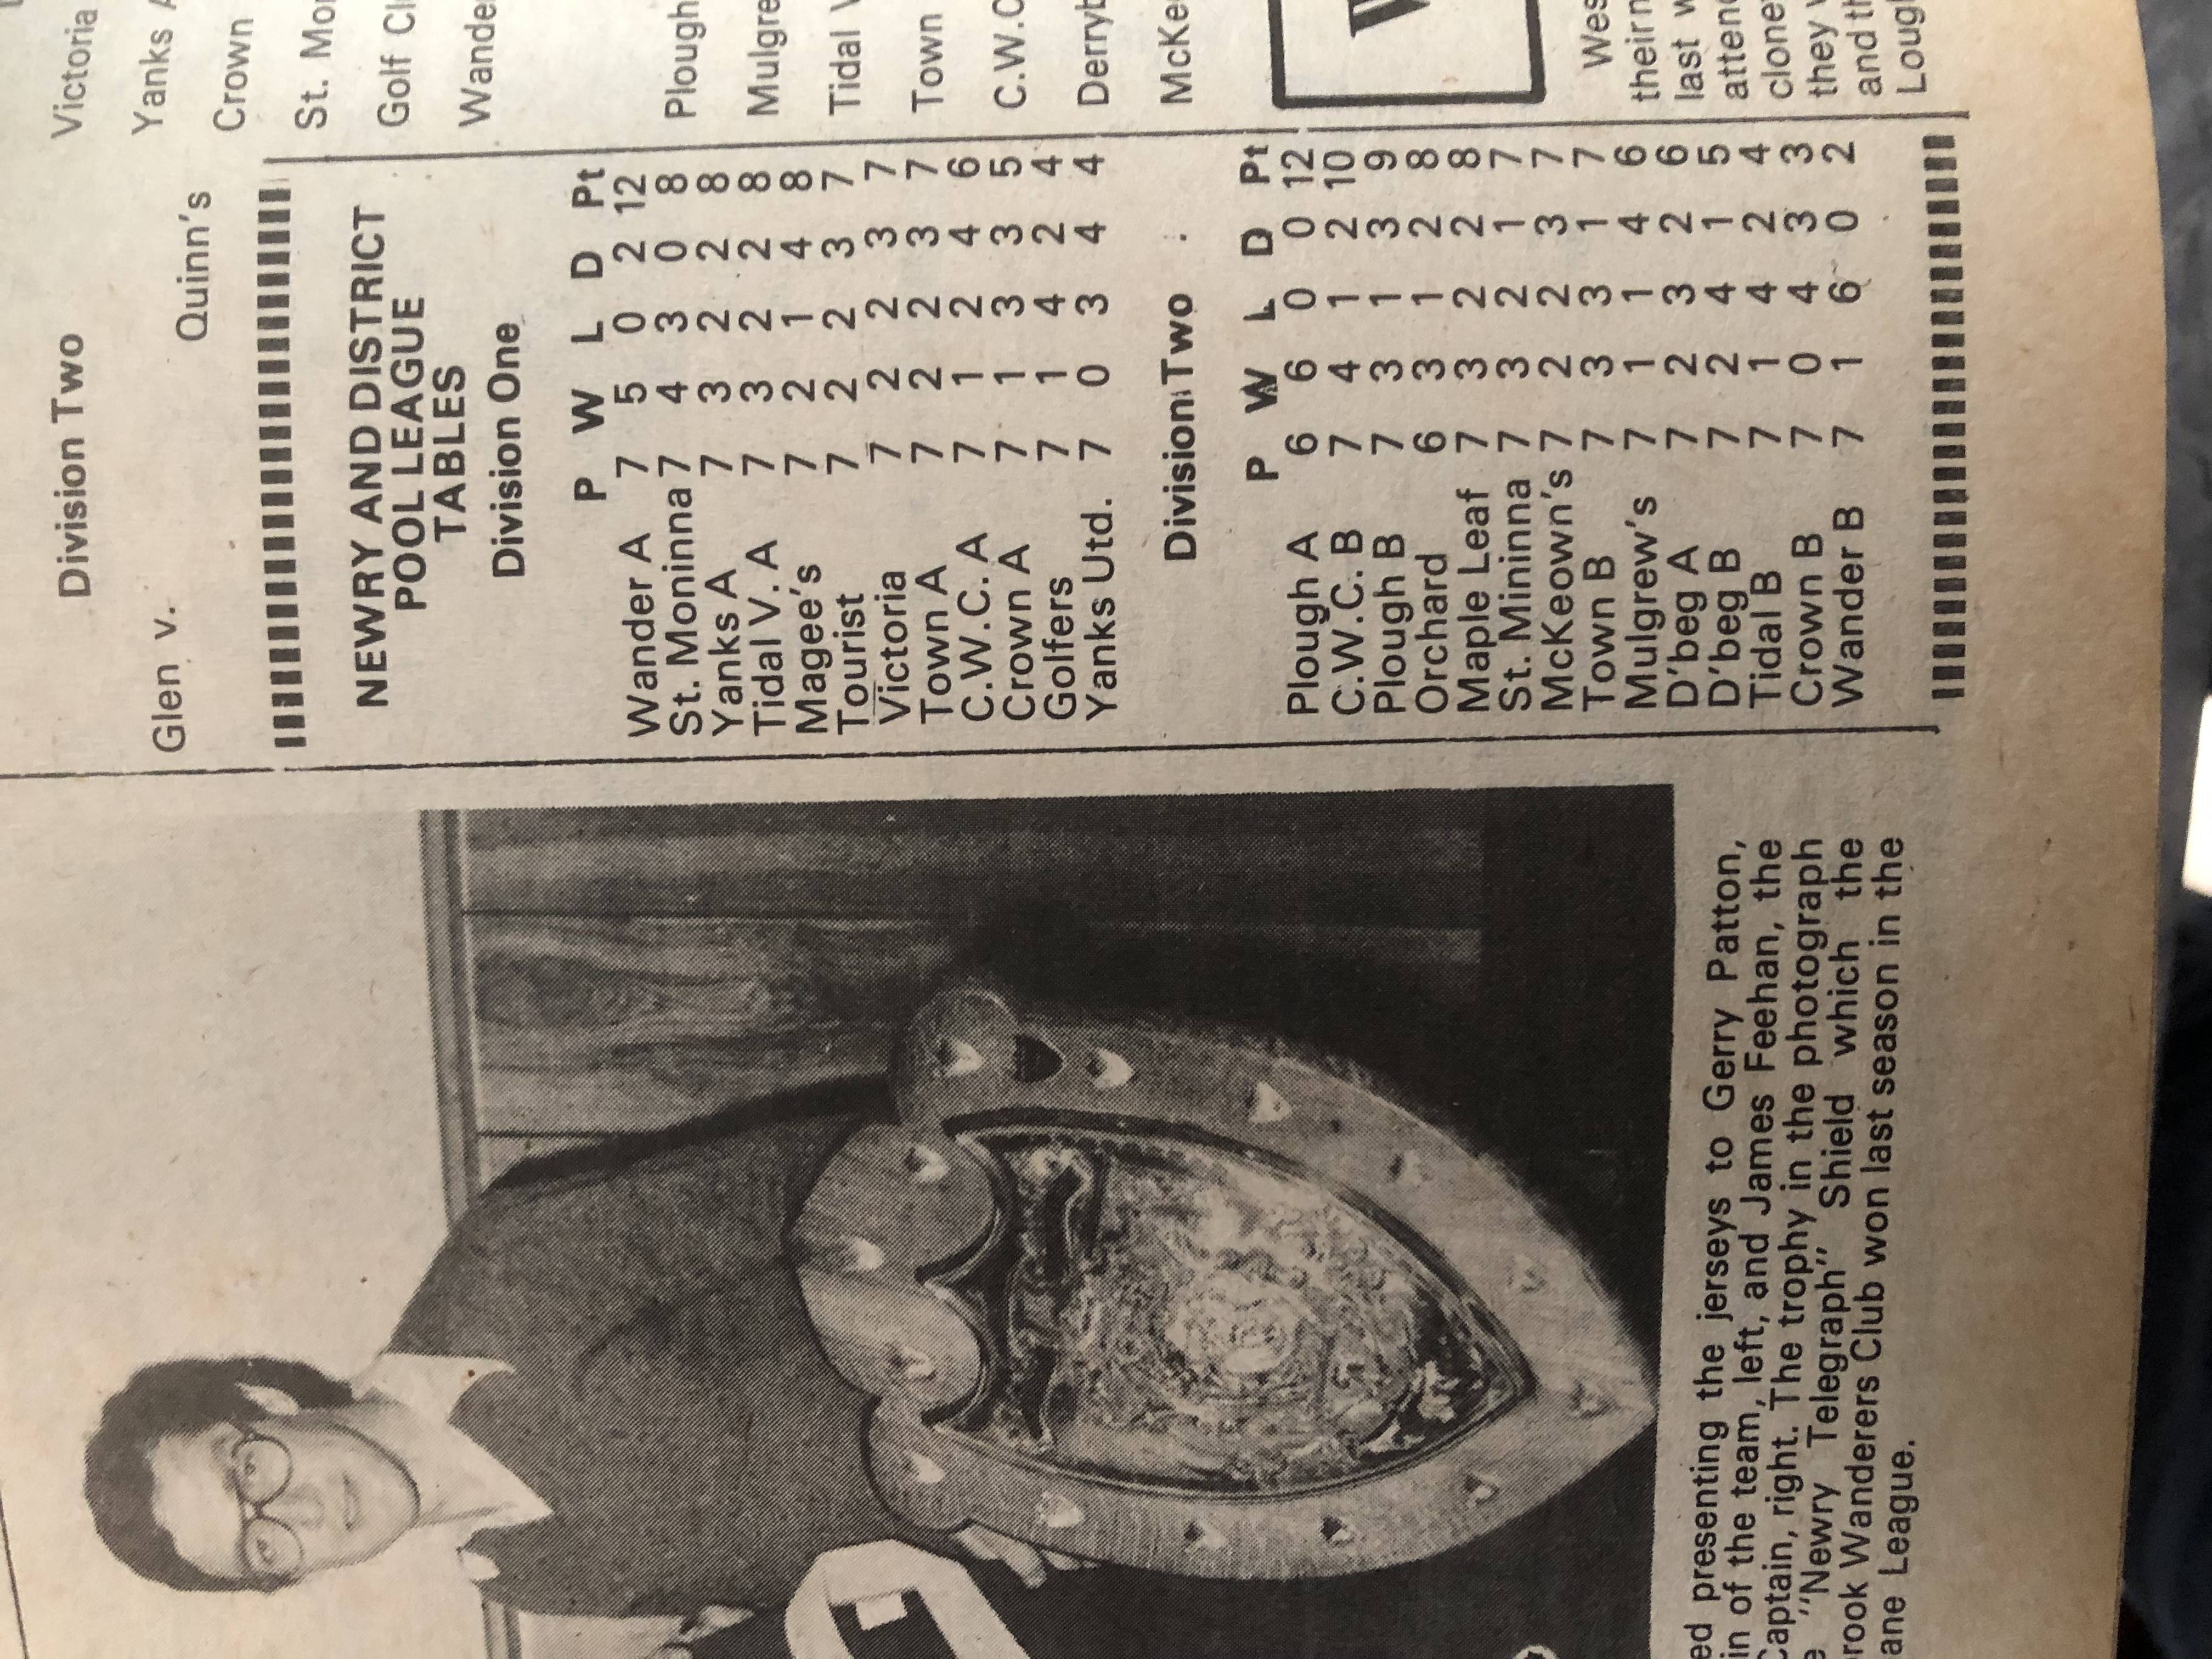 Division Two
Glen v. Quinn's
NEWRY AND DISTRICT
POOL LEAGUE
TABLES
Division One
P W L D Pt
Wander A 7 5 0 2 12
St. Moninna 7 4 3 0 8
Yanks A 7 3 2 2 8
Tidal V. A 7 3 2 2 8
Magee's 7 2 1 4 8
Tourist 7 2 2 3 7
Victoria 7 2 2 3 7
Town A 7 2 2 3 7
C.W.C. A 7 1 2 4 6
Crown A 7 1 3 3 5
Golfers 7 1 4 2 4
Yanks Utd. 7 0 3 4 4
Division Two
P W L D Pt
Plough A 6 6 0 0 12
C.W.C. B 7 4 1 2 10
Plough B 7 3 1 3 9
Orchard 6 3 1 2 8
Maple Leaf 7 3 2 2 8
St. Mininna 7 3 2 1 7
McKeown's 7 2 2 3 7
Town B 7 3 3 1 7
Mulgrew's 7 1 1 4 6
D'beg A 7 2 3 2 6
D'beg B 7 2 4 1 5
Tidal B 7 1 4 2 4
Crown B 7 0 4 3 3
Wander B 7 1 6 0 2
ed presenting the jerseys to Gerry Patton,
in of the team, left, and James Feehan, the
Captain, right. The trophy in the photograph
e "Newry Telegraph" Shield which the
rook Wanderers Club won last season in the
ane League.
Victoria
Yanks A
Crown
St. Mo
Golf Cl
Wande
Plough
Mulgre
Tidal V
Town
C.W.C
Derryb
McKe
W
Wes
their n
last w
atten
clone
they
and th
Loug